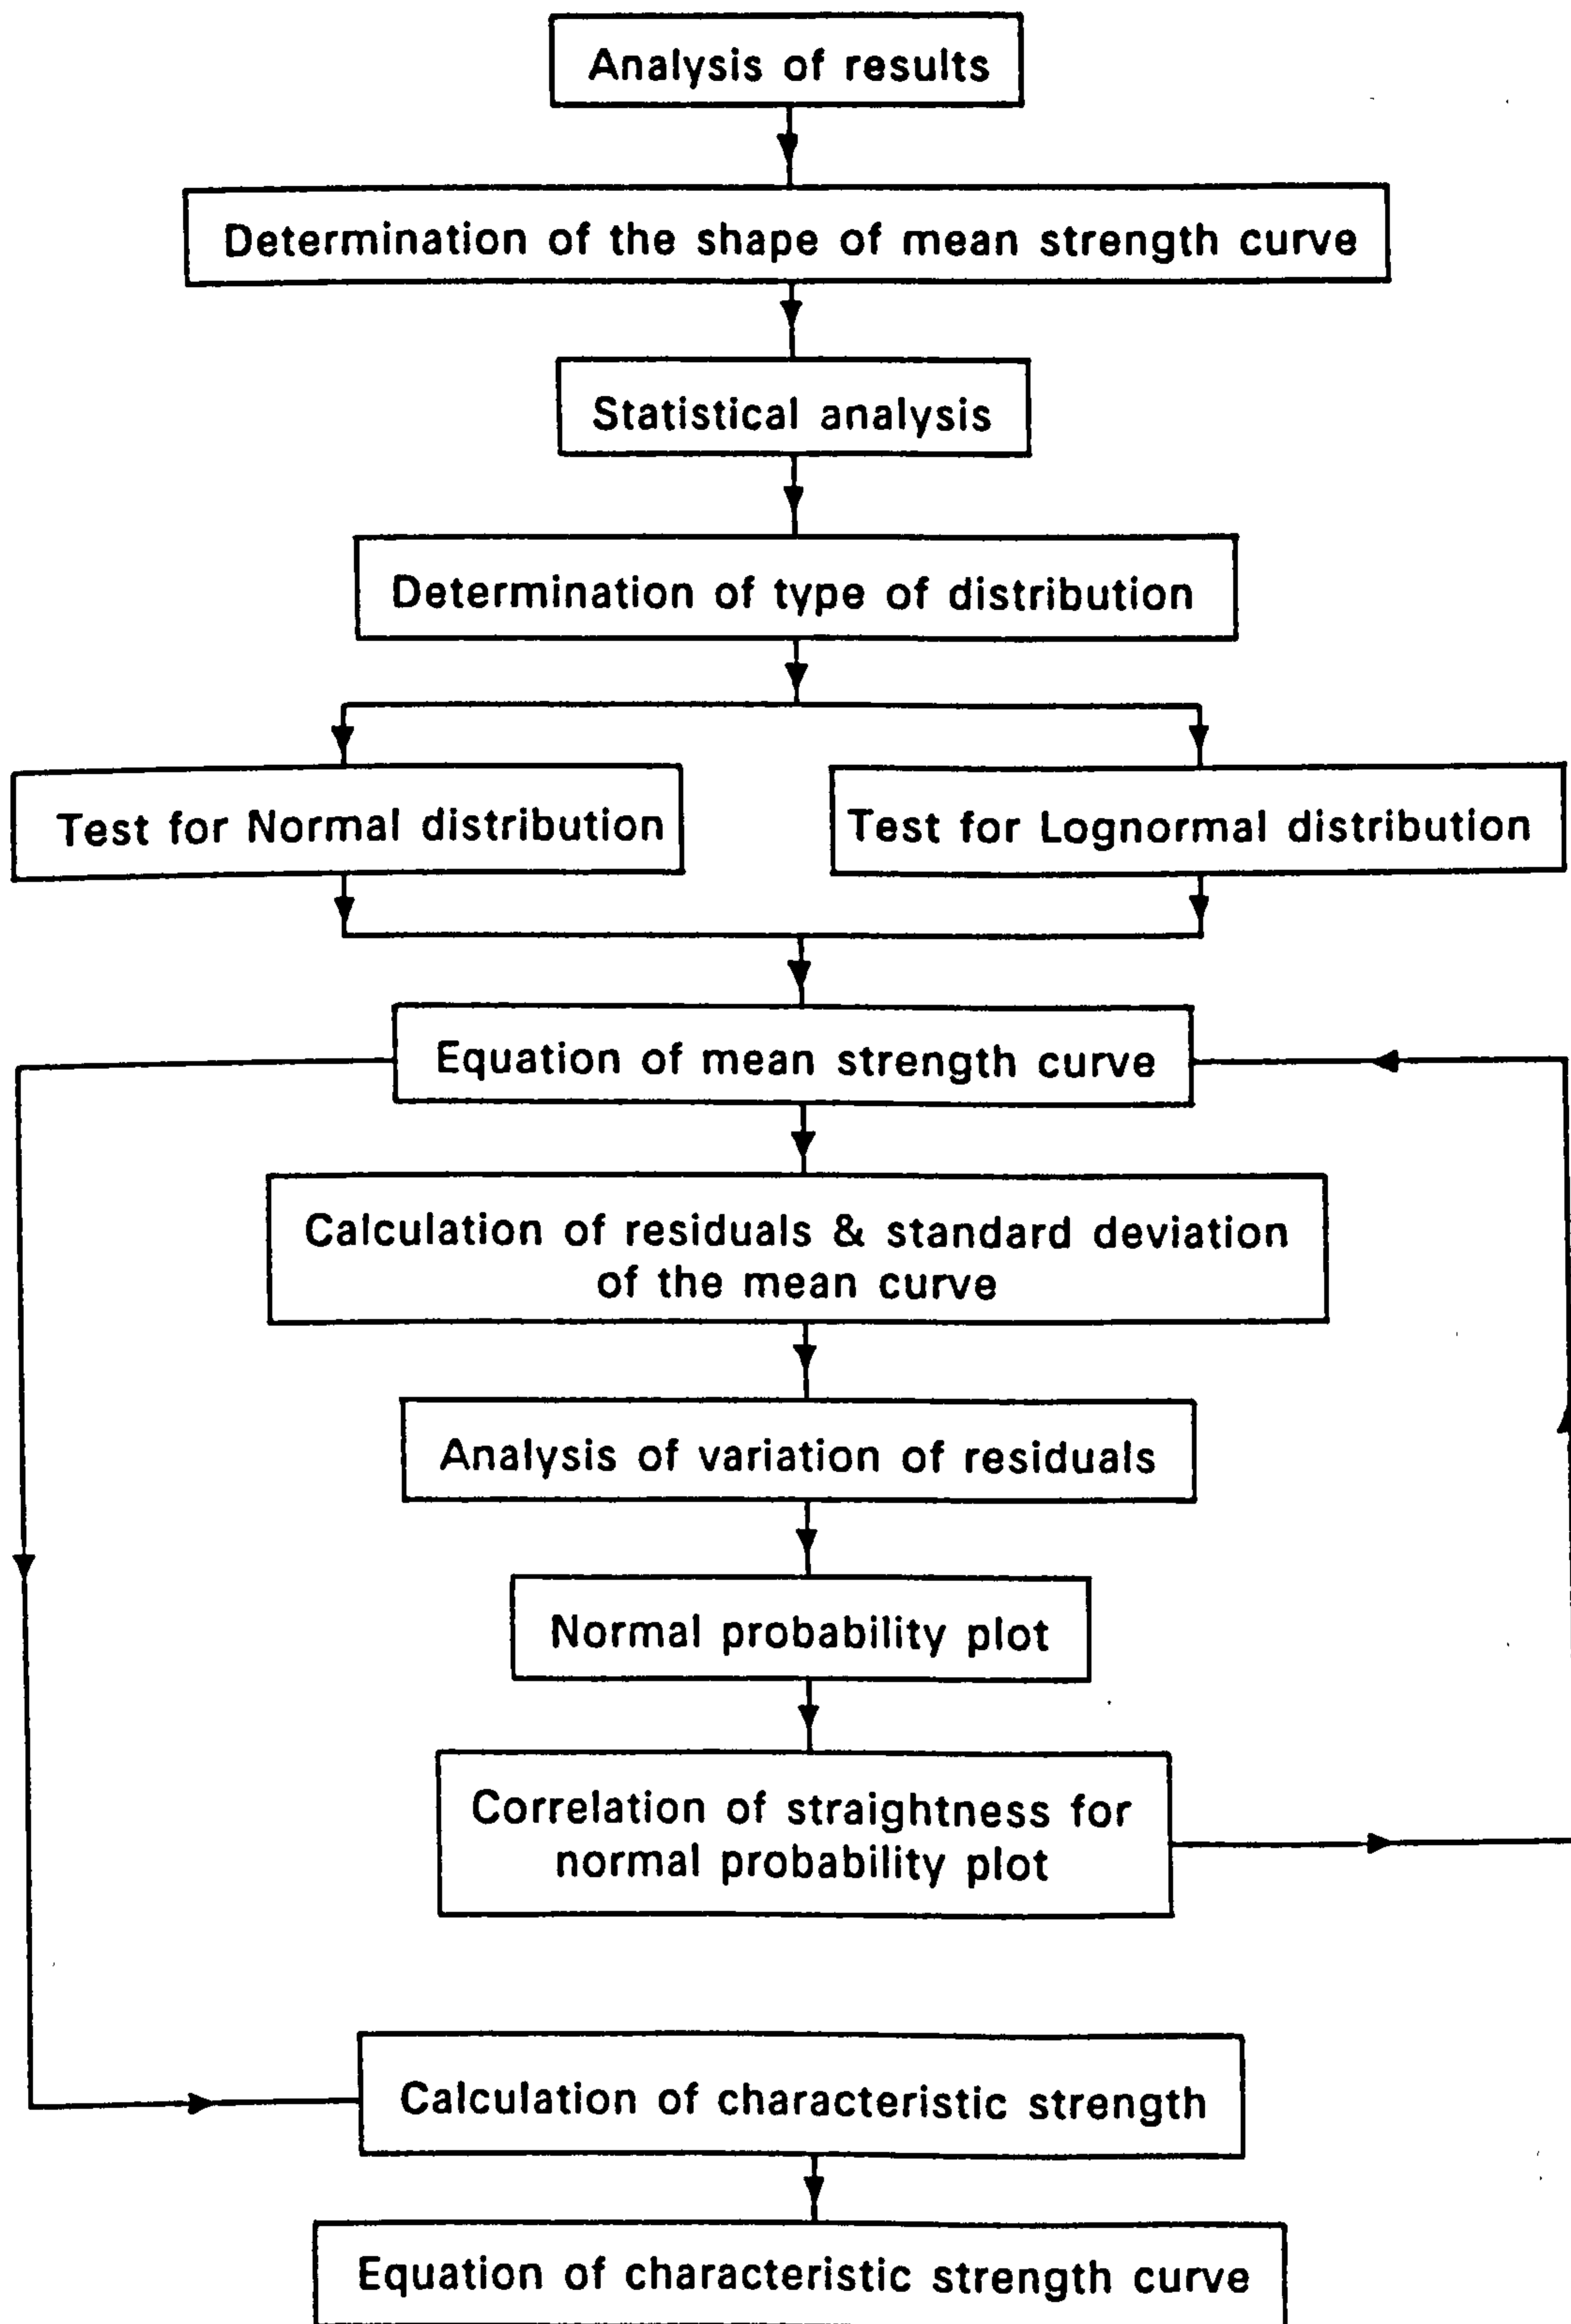 Analysis of results
Determination of the shape of mean strength curve
Statistical analysis
Determination of type of distribution
Test for Normal distribution
Test for Lognormal distribution
Equation of mean strength curve
Calculation of residuals & standard deviation
of the mean curve
Analysis of variation of residuals
Normal probability plot
Correlation of straightness for
normal probability plot
Calculation of characteristic strength
Equation of characteristic strength curve